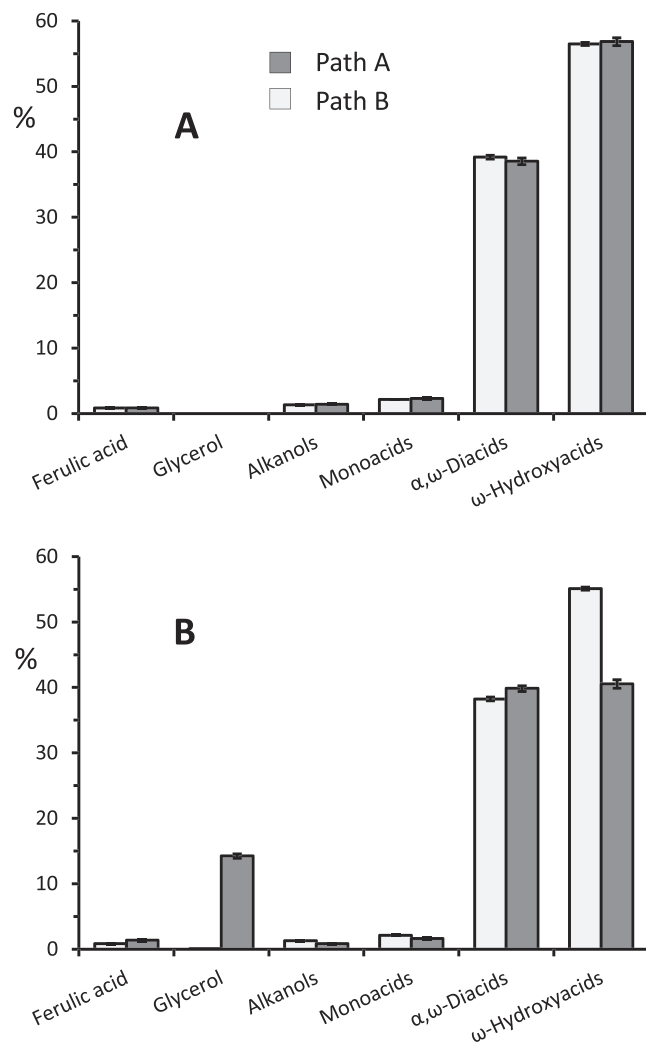 60
50
40
30
20
10
0
%
A
Path A
Path B
Ferulic acid
Glycerol
Alkanols
Monoacids
α,ω-Diacids
ω-Hydroxyacids
60
50
40
30
20
10
0
%
B
Ferulic acid
Glycerol
Alkanols
Monoacids
α,ω-Diacids
ω-Hydroxyacids